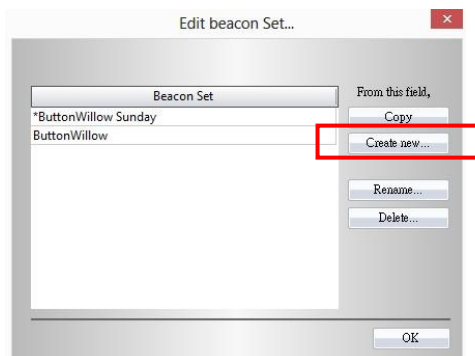 Edit beacon Set...
Beacon Set
*ButtonWillow Sunday
ButtonWillow
From this field,
Copy
Create new...
Rename...
Delete...
OK